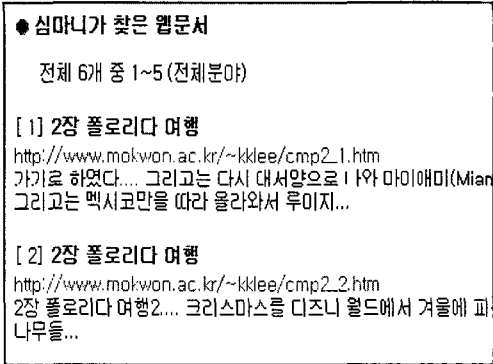 ●심마니가 찾은 웹문서
전체 6개 중 1~5(전체분야)
[ 1] 2장 폴로리다 여행
http://www.mokwon.ac.kr/~kklee/cmp2_1.htm
가기로 하였다.... 그리고는 다시 대서양으로 나와 마이애미(Miam
그리고는 멕시코만을 따라 올라와서 루이지...
[ 2] 2장 폴로리다 여행
http://www.mokwon.ac.kr/~kklee/cmp2_2.htm
2장 폴로리다 여행2.... 크리스마스를 디즈니 월드에서 겨울에
나무들...